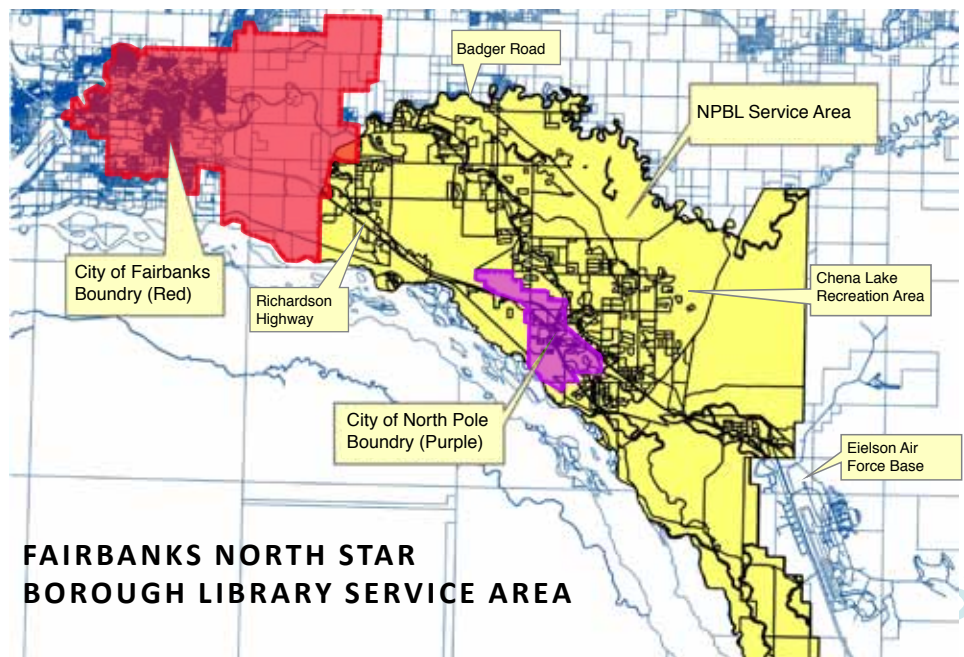 Badger Road
NPBL Service Area
City of Fairbanks
Boundry (Red)
Richardson
Highway
Chena Lake
Recreation Area
City of North Pole
Boundry (Purple)
Eielson Air
Force Base
FAIRBANKS NORTH STAR
BOROUGH LIBRARY SERVICE AREA